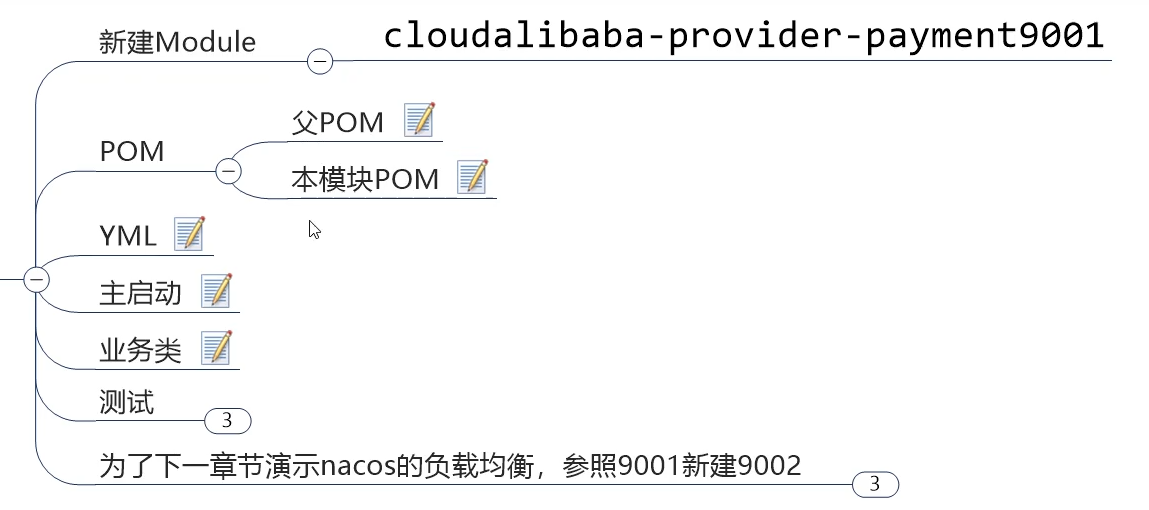 新建Module
cloudalibaba-provider-payment9001
POM
父POM
本模块POM
YML
主启动
业务类
测试
3
为了下一章节演示nacos的负载均衡，参照9001新建9002
3